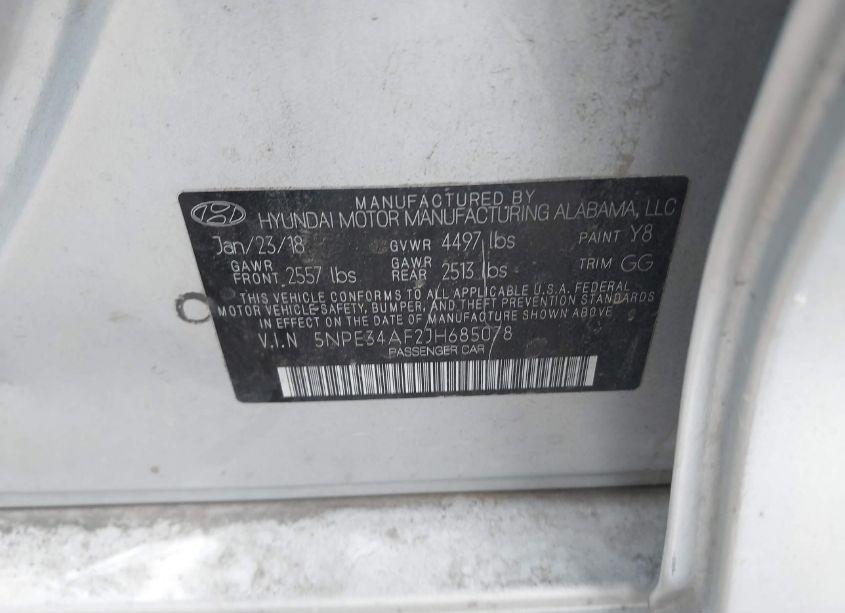 MANUFACTURED BY
HYUNDAI MOTOR MANUFACTURING ALABAMA, LLC
Jan/23/18 GVWR 4497 lbs PAINT Y8
GAWR FRONT 2557 lbs GAWR REAR 2513 lbs TRIM GG
THIS VEHICLE CONFORMS TO ALL APPLICABLE U.S.A. FEDERAL
MOTOR VEHICLE-SAFETY, BUMPER, AND THEFT PREVENTION STANDARDS
IN EFFECT ON THE DATE OF MANUFACTURE SHOWN ABOVE
V.I.N 5NPE34AF2JH685078
PASSENGER CAR